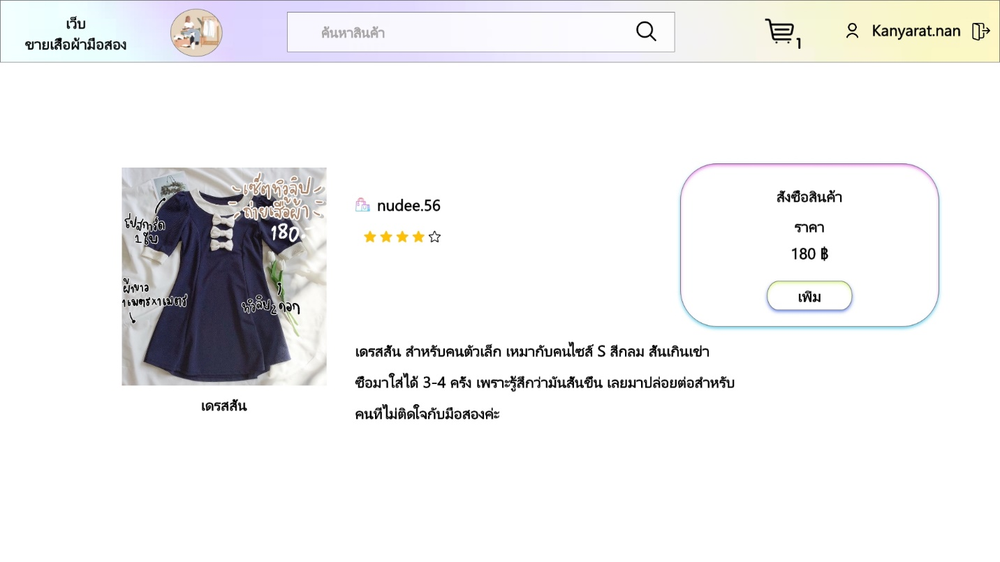 เว็บ
ขายเสื้อผ้ามือสอง
ค้นหาสินค้า
1
Kanyarat.nan
เซ็ตทิวลิป
ถ่ายเสื้อผ้า
180.-
โปสการ์ด
1 ใบ
ผ้าขาว
1 เมตร x 1 เมตร
ทิวลิป 2 ดอก
เดรสสั้น
nudee.56
สั่งซื้อสินค้า
ราคา
180 ฿
เพิ่ม
เดรสสั้น สำหรับคนตัวเล็ก เหมากับคนไซส์ S สีกลม สั้นเกินเข่า
ซื้อมาใส่ได้ 3-4 ครั้ง เพราะรู้สึกว่ามันสั้นขึ้น เลยมาปล่อยต่อสำหรับ
คนที่ไม่ติดใจกับมือสองค่ะ